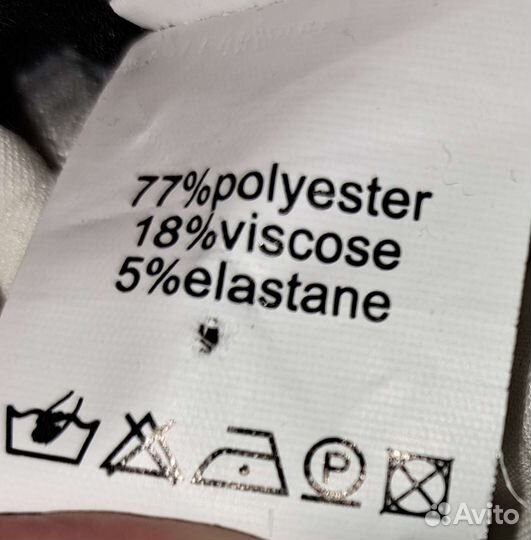 77%polyester
18%viscose
5%elastane
P
Avito